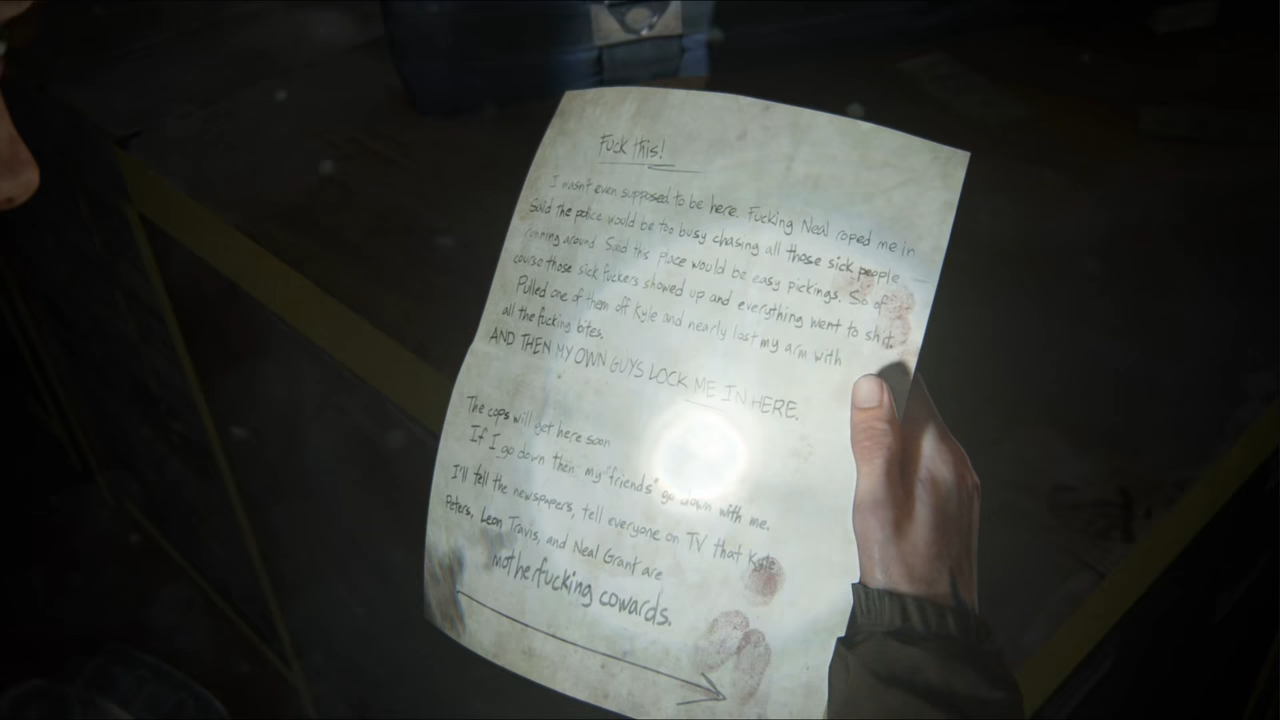 Fuck this!
I wasn't even supposed to be here. Fucking Neal roped me in
Said the police would be too busy chasing all those sick people
running around. Said this place would be easy pickings. So of
course those sick fuckers showed up and everything went to shit.
Pulled one of them off Kyle and nearly lost my arm with
all the fucking bites.
AND THEN MY OWN GUYS LOCK ME IN HERE.
The cops will get here soon
If I go down then my "friends" go down with me.
I'll tell the newspapers, tell everyone on TV that Kyle
Peters, Leon Travis, and Neal Grant are
motherfucking cowards.